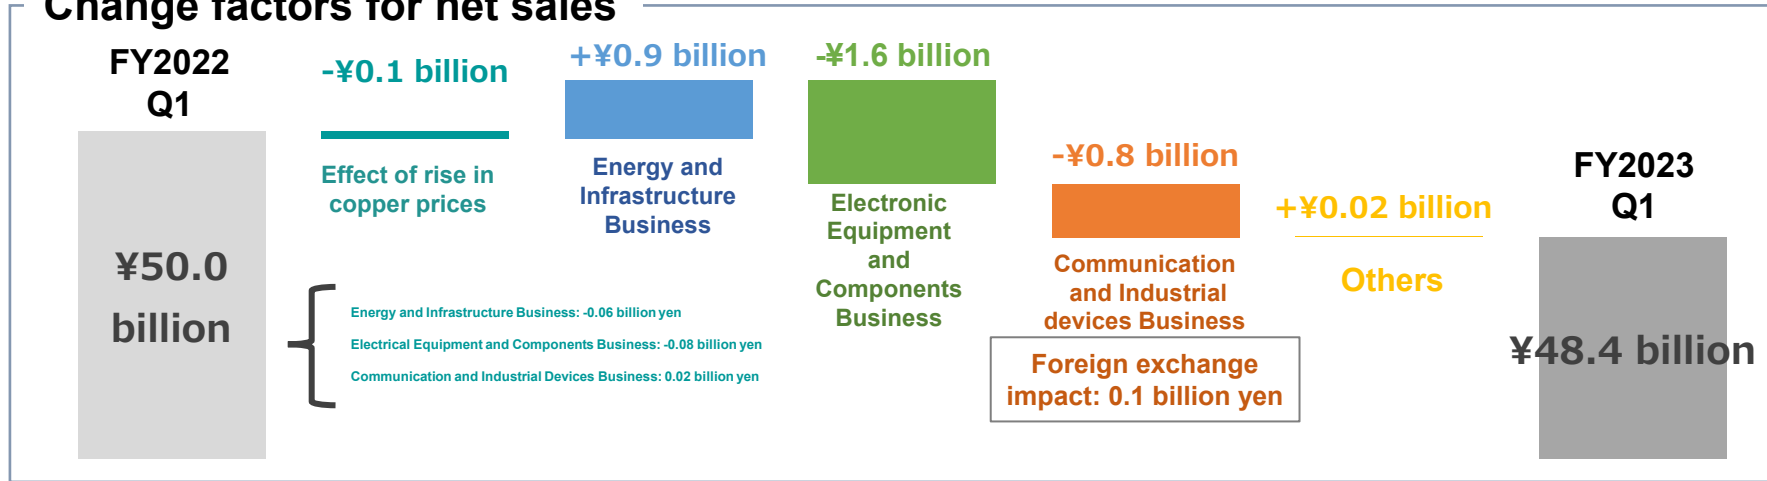 Change factors for net sales
FY2022
Q1
¥50.0
billion
-¥0.1 billion
Effect of rise in
copper prices
Energy and Infrastructure Business: -0.06 billion yen
Electrical Equipment and Components Business: -0.08 billion yen
Communication and Industrial Devices Business: 0.02 billion yen
+¥0.9 billion
Energy and
Infrastructure
Business
-¥1.6 billion
Electronic
Equipment
and
Components
Business
-¥0.8 billion
Communication
and Industrial
devices Business
Foreign exchange
impact: 0.1 billion yen
+¥0.02 billion
Others
FY2023
Q1
¥48.4 billion